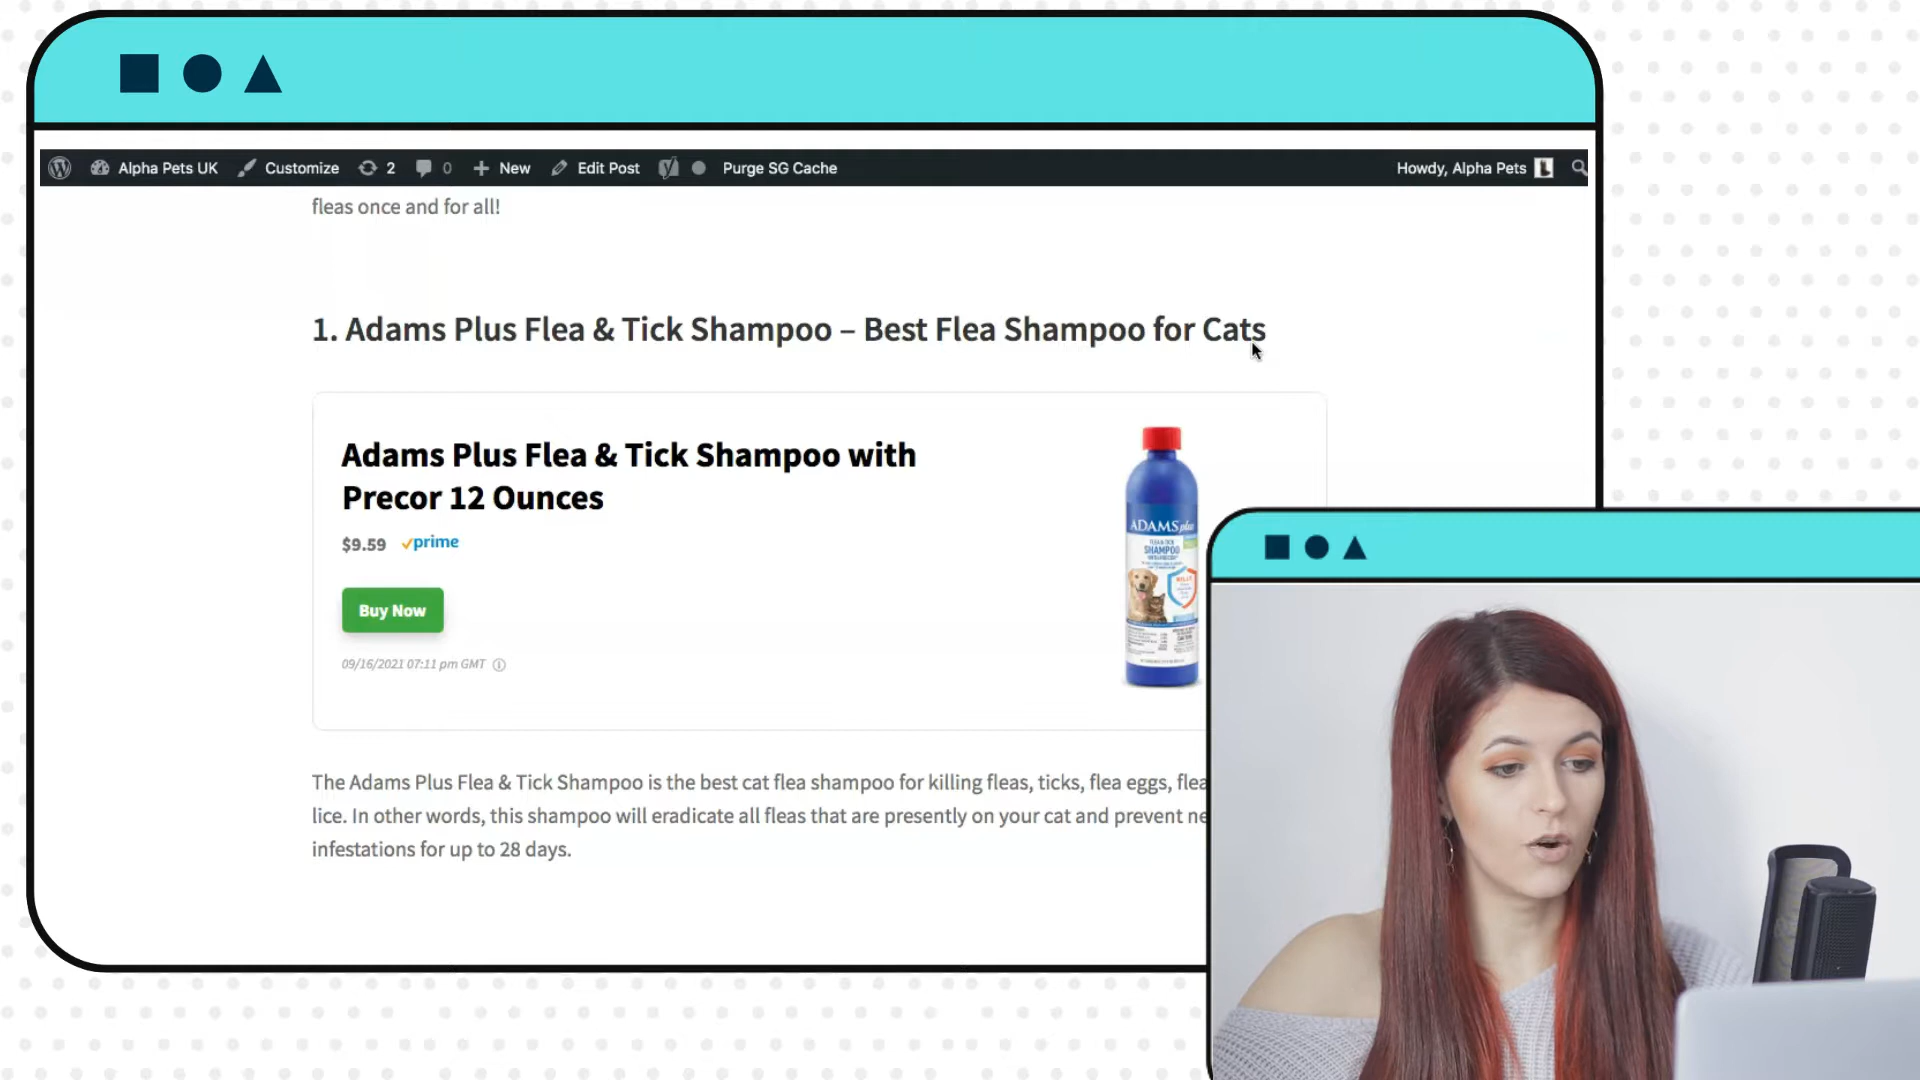 Alpha Pets UK Customize 2 0 New Edit Post Purge SG Cache Howdy, Alpha Pets
fleas once and for all!
1. Adams Plus Flea & Tick Shampoo – Best Flea Shampoo for Cats
Adams Plus Flea & Tick Shampoo with
Precor 12 Ounces
$9.59 prime
Buy Now
09/16/2021 07:11 pm GMT
ADAMS plus
FLEA & TICK
SHAMPOO
The Adams Plus Flea & Tick Shampoo is the best cat flea shampoo for killing fleas, ticks, flea eggs, flea
lice. In other words, this shampoo will eradicate all fleas that are presently on your cat and prevent ne
infestations for up to 28 days.